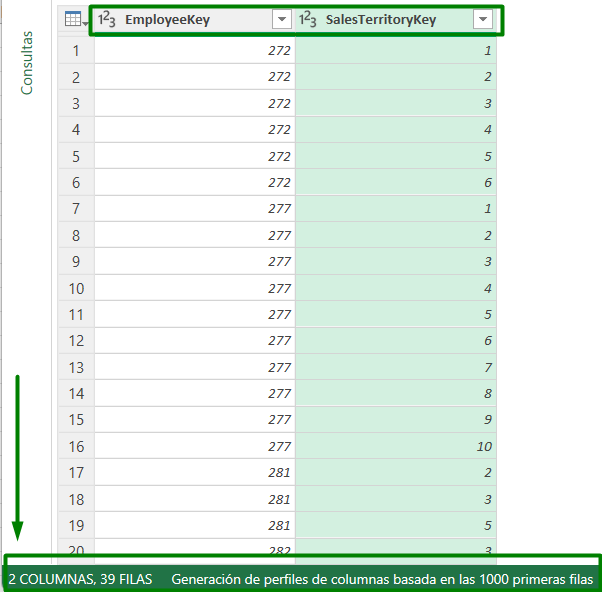 Consultas
1²3 EmployeeKey 1²3 SalesTerritoryKey
1 272 1
2 272 2
3 272 3
4 272 4
5 272 5
6 272 6
7 277 1
8 277 2
9 277 3
10 277 4
11 277 5
12 277 6
13 277 7
14 277 8
15 277 9
16 277 10
17 281 2
18 281 3
19 281 5
20 282 3
2 COLUMNAS, 39 FILAS Generación de perfiles de columnas basada en las 1000 primeras filas